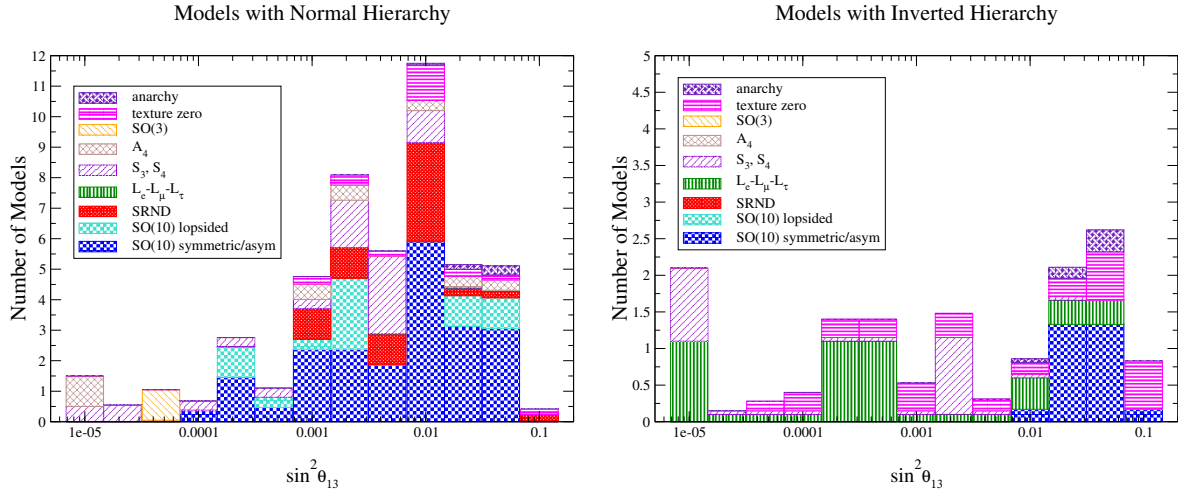 Models with Normal Hierarchy
Number of Models
12
11
10
9
8
7
6
5
4
3
2
1
0
anarchy
texture zero
SO(3)
A₄
S₃, S₄
Lₑ-L_μ-L_τ
SRND
SO(10) lopsided
SO(10) symmetric/asym
1e-05 0.0001 0.001 0.01 0.1
sin²θ₁₃
Models with Inverted Hierarchy
Number of Models
5
4.5
4
3.5
3
2.5
2
1.5
1
0.5
0
anarchy
texture zero
SO(3)
A₄
S₃, S₄
Lₑ-L_μ-L_τ
SRND
SO(10) lopsided
SO(10) symmetric/asym
1e-05 0.0001 0.001 0.01 0.1
sin²θ₁₃